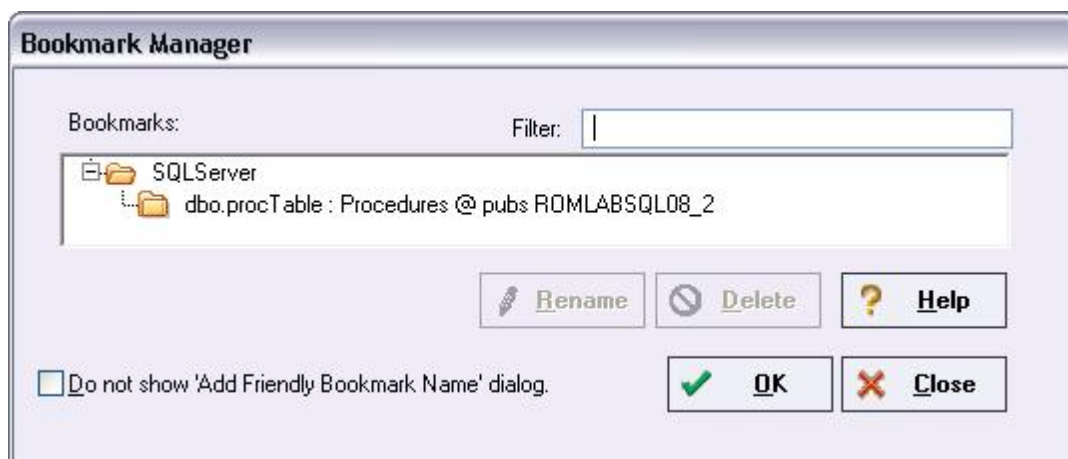 Bookmark Manager
Bookmarks: Filter:
SQLServer
dbo.procTable : Procedures @ pubs ROMLABSQL08_2
Rename Delete Help
Do not show 'Add Friendly Bookmark Name' dialog. OK Close